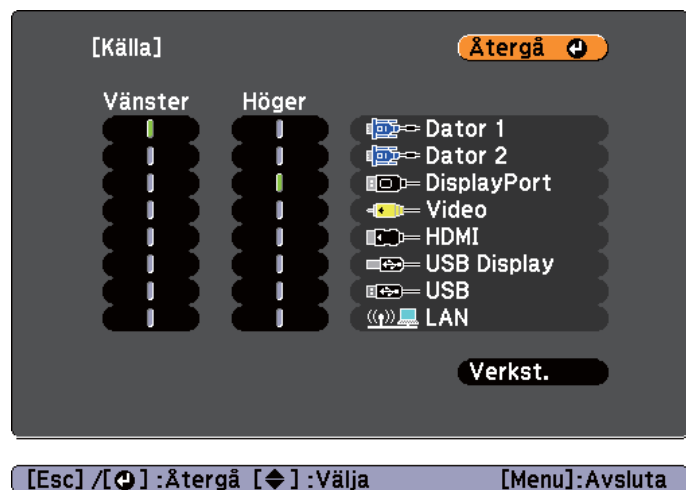 [Källa]
Återgå
Vänster Höger
Dator 1
Dator 2
DisplayPort
Video
HDMI
USB Display
USB
LAN
Verkst.
[Esc] /[ ] :Återgå [ ] :Välja [Menu]:Avsluta